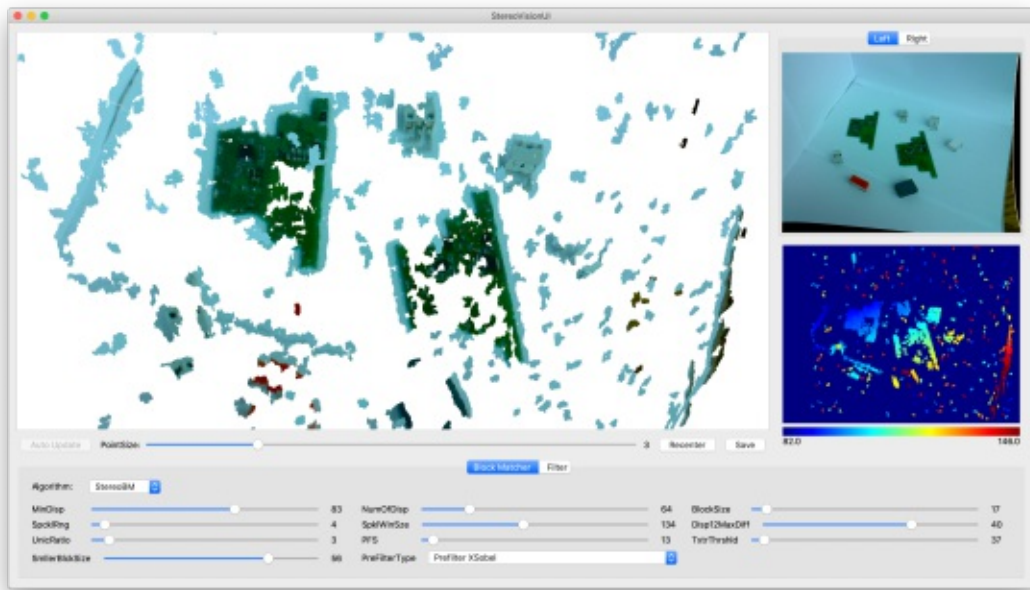 StereoVisionUI
Left Right
82.0 146.0
Auto Update PointSize: 3 Recenter Save
Block Matcher Filter
Algorithm: StereoBM
MinDisp 83 NumOfDisp 64 BlockSize 17
SpcklRng 4 SpklWinSze 134 Disp12MaxDiff 40
UnicRatio 3 PFS 13 TxtrThrshld 37
SmllerBlckSize 66 PreFilterType Prefilter XSobel